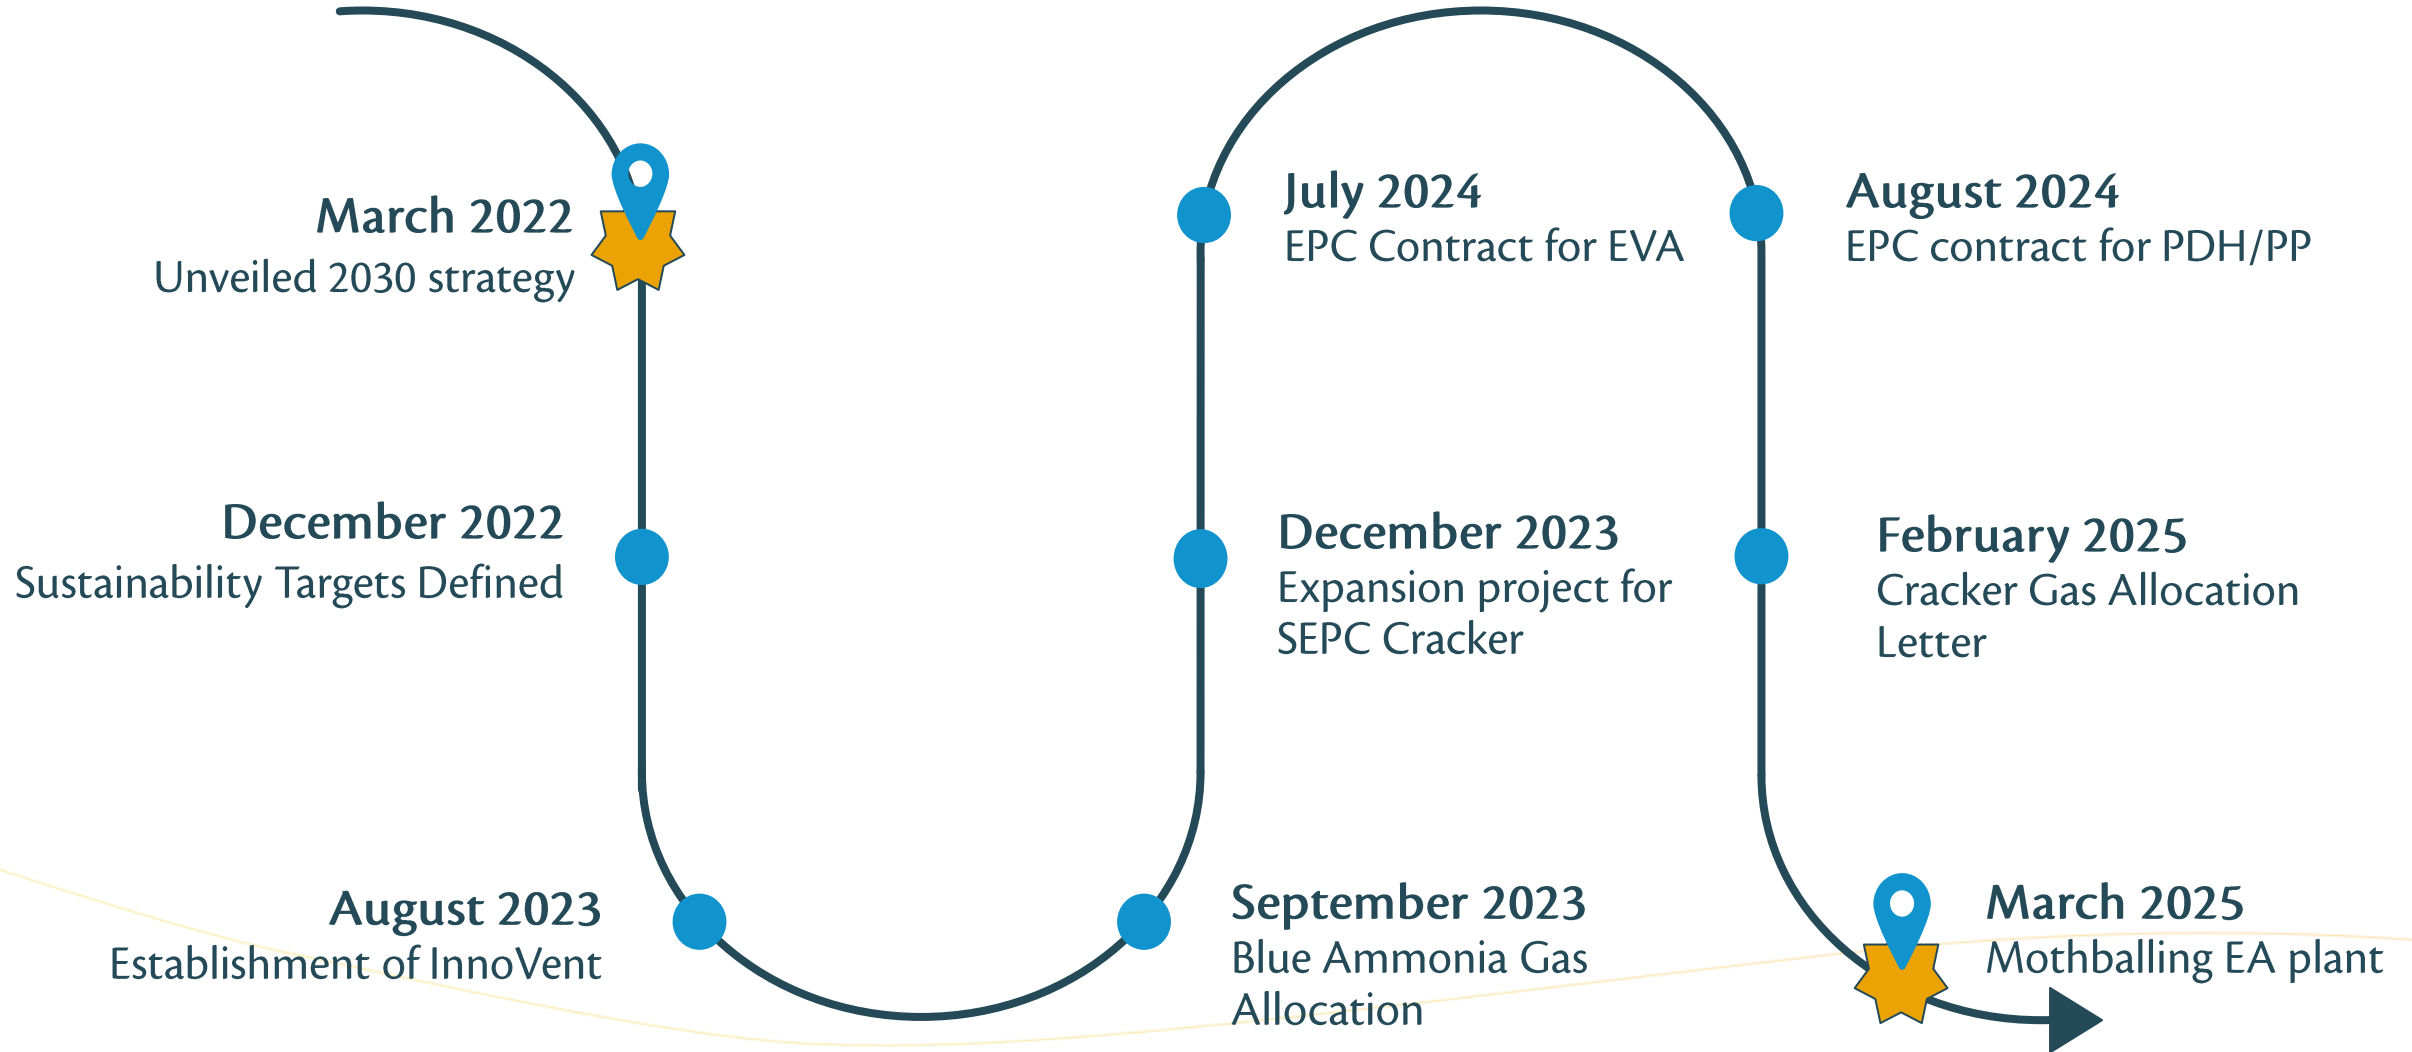 March 2022
Unveiled 2030 strategy
December 2022
Sustainability Targets Defined
August 2023
Establishment of InnoVent
September 2023
Blue Ammonia Gas
Allocation
December 2023
Expansion project for
SEPC Cracker
July 2024
EPC Contract for EVA
August 2024
EPC contract for PDH/PP
February 2025
Cracker Gas Allocation
Letter
March 2025
Mothballing EA plant